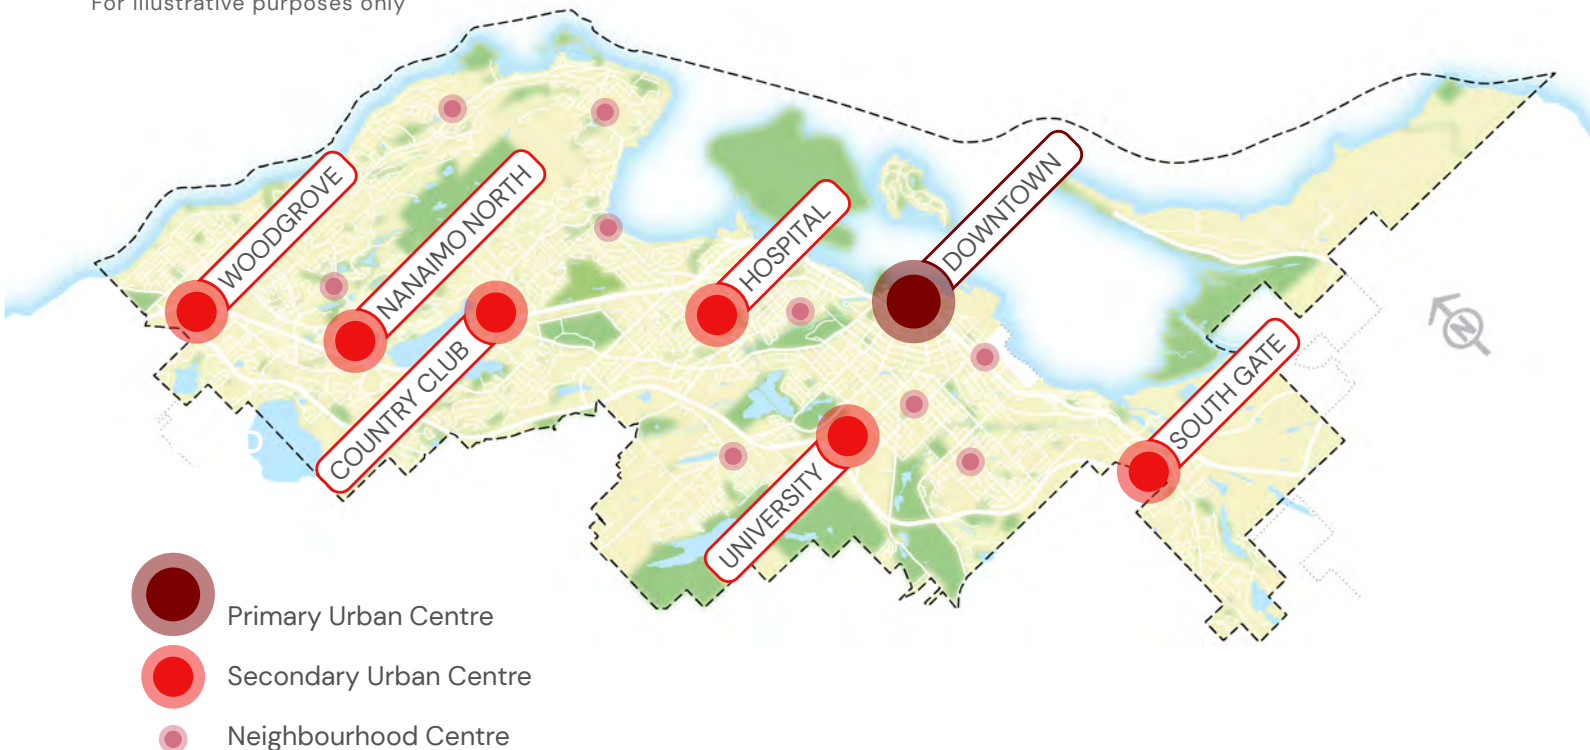 For illustrative purposes only
WOODGROVE
NANAIMO NORTH
COUNTRY CLUB
HOSPITAL
DOWNTOWN
UNIVERSITY
SOUTH GATE
N
D
Primary Urban Centre
Secondary Urban Centre
Neighbourhood Centre